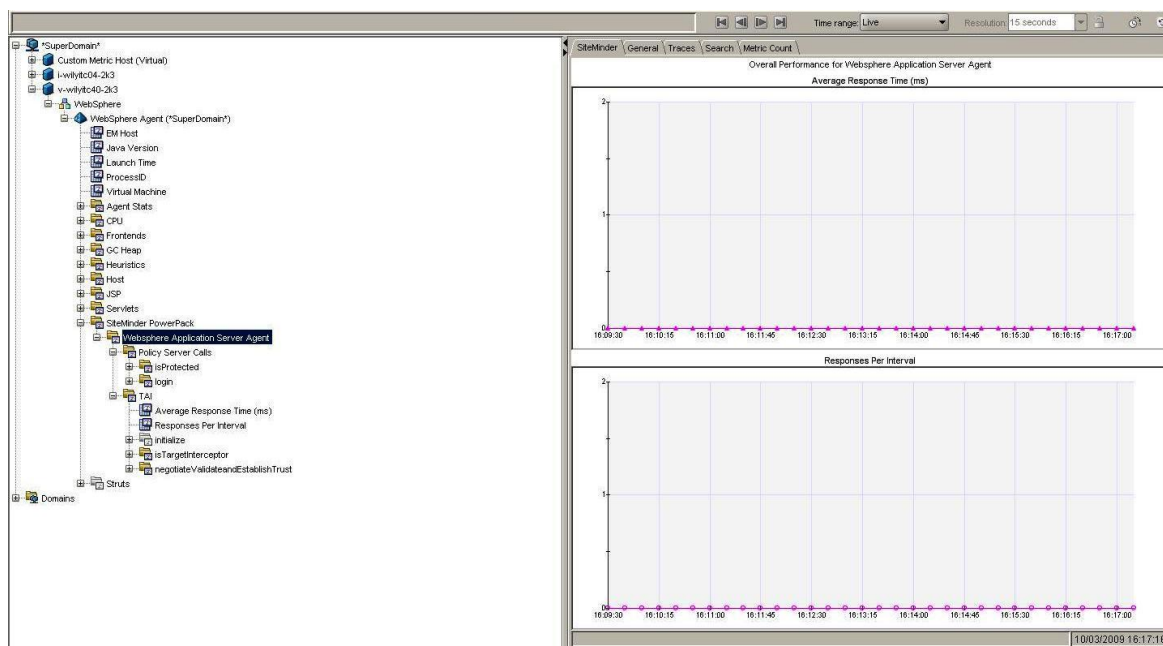 Time range: Live Resolution: 15 seconds
*SuperDomain*
Custom Metric Host (Virtual)
i-wilyitc04-2k3
v-wilyitc40-2k3
WebSphere
WebSphere Agent (*SuperDomain*)
EM Host
Java Version
Launch Time
ProcessID
Virtual Machine
Agent Stats
CPU
Frontends
GC Heap
Heuristics
Host
JSP
Servlets
SiteMinder PowerPack
Websphere Application Server Agent
Policy Server Calls
isProtected
login
TAI
Average Response Time (ms)
Responses Per Interval
initialize
isTargetInterceptor
negotiateValidateandEstablishTrust
Struts
Domains
SiteMinder General Traces Search Metric Count
Overall Performance for Websphere Application Server Agent
Average Response Time (ms)
2
1
0
16:09:30 16:10:15 16:11:00 16:11:45 16:12:30 16:13:15 16:14:00 16:14:45 16:15:30 16:16:15 16:17:00
Responses Per Interval
2
1
0
16:09:30 16:10:15 16:11:00 16:11:45 16:12:30 16:13:15 16:14:00 16:14:45 16:15:30 16:16:15 16:17:00
10/03/2009 16:17:16